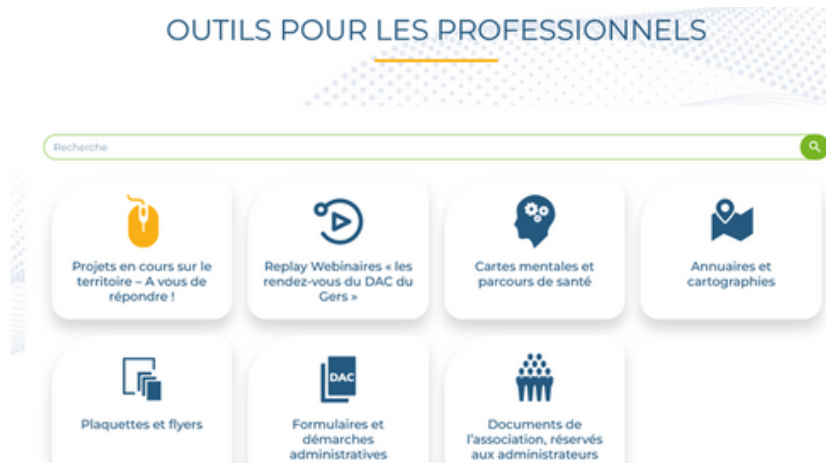 OUTILS POUR LES PROFESSIONNELS
Recherche
Projets en cours sur le
territoire – A vous de
répondre !
Replay Webinaires « les
rendez-vous du DAC du
Gers »
Cartes mentales et
parcours de santé
Annuaires et
cartographies
Plaquettes et flyers
DAC
Formulaires et
démarches
administratives
Documents de
l'association, réservés
aux administrateurs